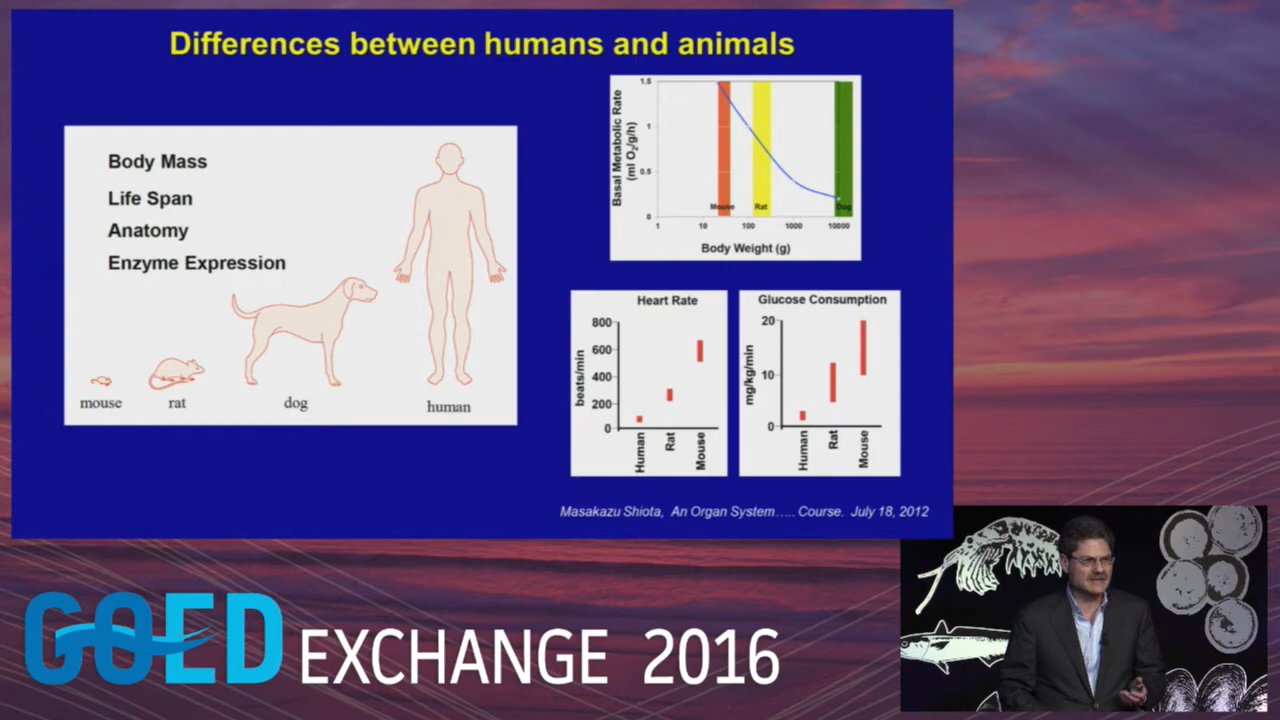 Differences between humans and animals
Body Mass
Life Span
Anatomy
Enzyme Expression
mouse
rat
dog
human
1.5
1
0.5
0
Basal Metabolic Rate
(ml O₂/g/h)
Mouse
Rat
Dog
1
10
100
1000
10000
Body Weight (g)
Heart Rate
800
600
400
200
0
beats/min
Human
Rat
Mouse
Glucose Consumption
20
10
0
mg/kg/min
Human
Rat
Mouse
Masakazu Shiota, An Organ System..... Course. July 18, 2012
GOED EXCHANGE 2016